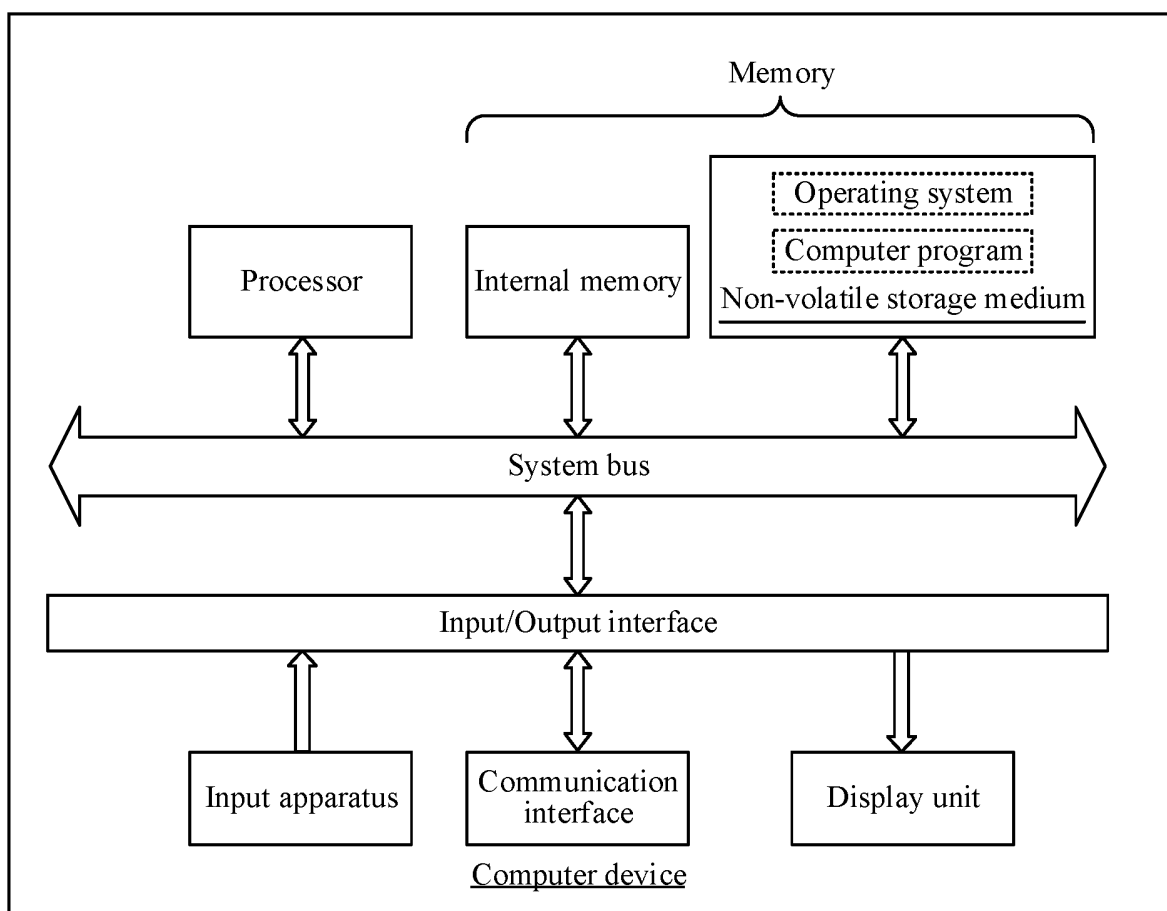 Memory
Operating system
Computer program
Non-volatile storage medium
Processor
Internal memory
System bus
Input/Output interface
Input apparatus
Communication
interface
Display unit
Computer device